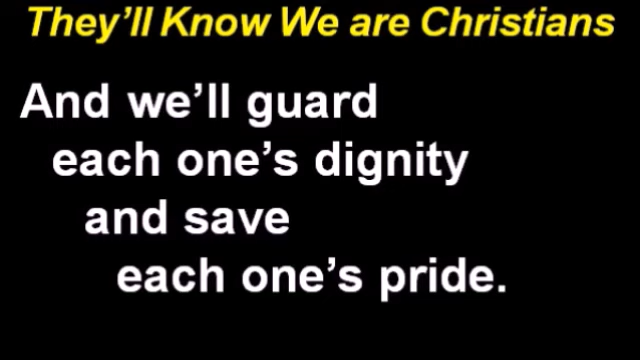 They’ll Know We are Christians
And we’ll guard
each one’s dignity
and save
each one’s pride.